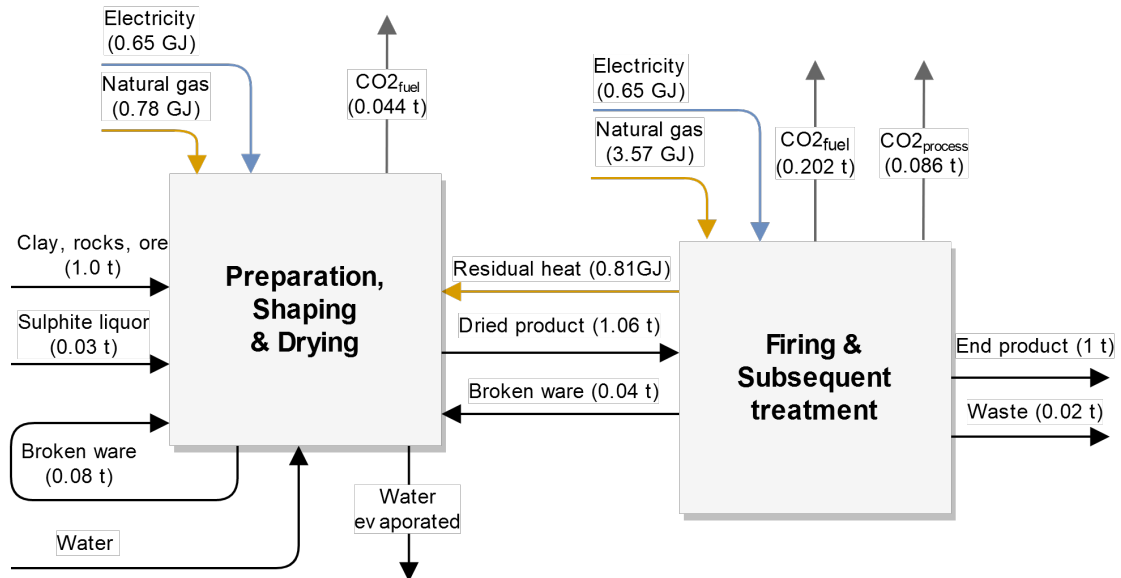 Electricity
(0.65 GJ)
Natural gas
(0.78 GJ)
CO2fuel
(0.044 t)
Clay, rocks, ore
(1.0 t)
Sulphite liquor
(0.03 t)
Broken ware
(0.08 t)
Water
Preparation,
Shaping
& Drying
Water
ev aporated
Residual heat (0.81GJ)
Dried product (1.06 t)
Broken ware (0.04 t)
Electricity
(0.65 GJ)
Natural gas
(3.57 GJ)
CO2fuel
(0.202 t)
CO2process
(0.086 t)
Firing &
Subsequent
treatment
End product (1 t)
Waste (0.02 t)